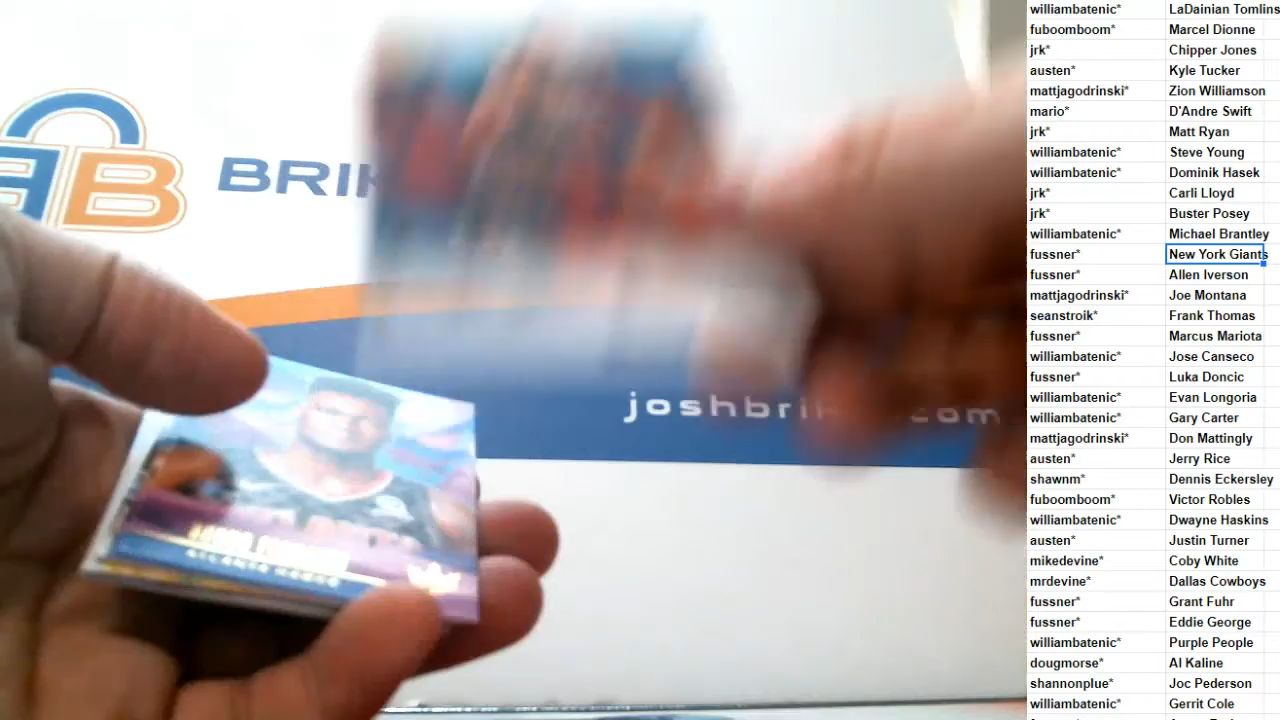 BRIK
joshbrik com
ATLANTA HAWKS
williambatenic* LaDainian Tomlins
fuboomboom* Marcel Dionne
jrk* Chipper Jones
austen* Kyle Tucker
mattjagodrinski* Zion Williamson
mario* D'Andre Swift
jrk* Matt Ryan
williambatenic* Steve Young
williambatenic* Dominik Hasek
jrk* Carli Lloyd
jrk* Buster Posey
williambatenic* Michael Brantley
fussner* New York Giants
fussner* Allen Iverson
mattjagodrinski* Joe Montana
seanstroik* Frank Thomas
fussner* Marcus Mariota
williambatenic* Jose Canseco
fussner* Luka Doncic
williambatenic* Evan Longoria
williambatenic* Gary Carter
mattjagodrinski* Don Mattingly
austen* Jerry Rice
shawnm* Dennis Eckersley
fuboomboom* Victor Robles
williambatenic* Dwayne Haskins
austen* Justin Turner
mikedevine* Coby White
mrdevine* Dallas Cowboys
fussner* Grant Fuhr
fussner* Eddie George
williambatenic* Purple People
dougmorse* Al Kaline
shannonplue* Joc Pederson
williambatenic* Gerrit Cole